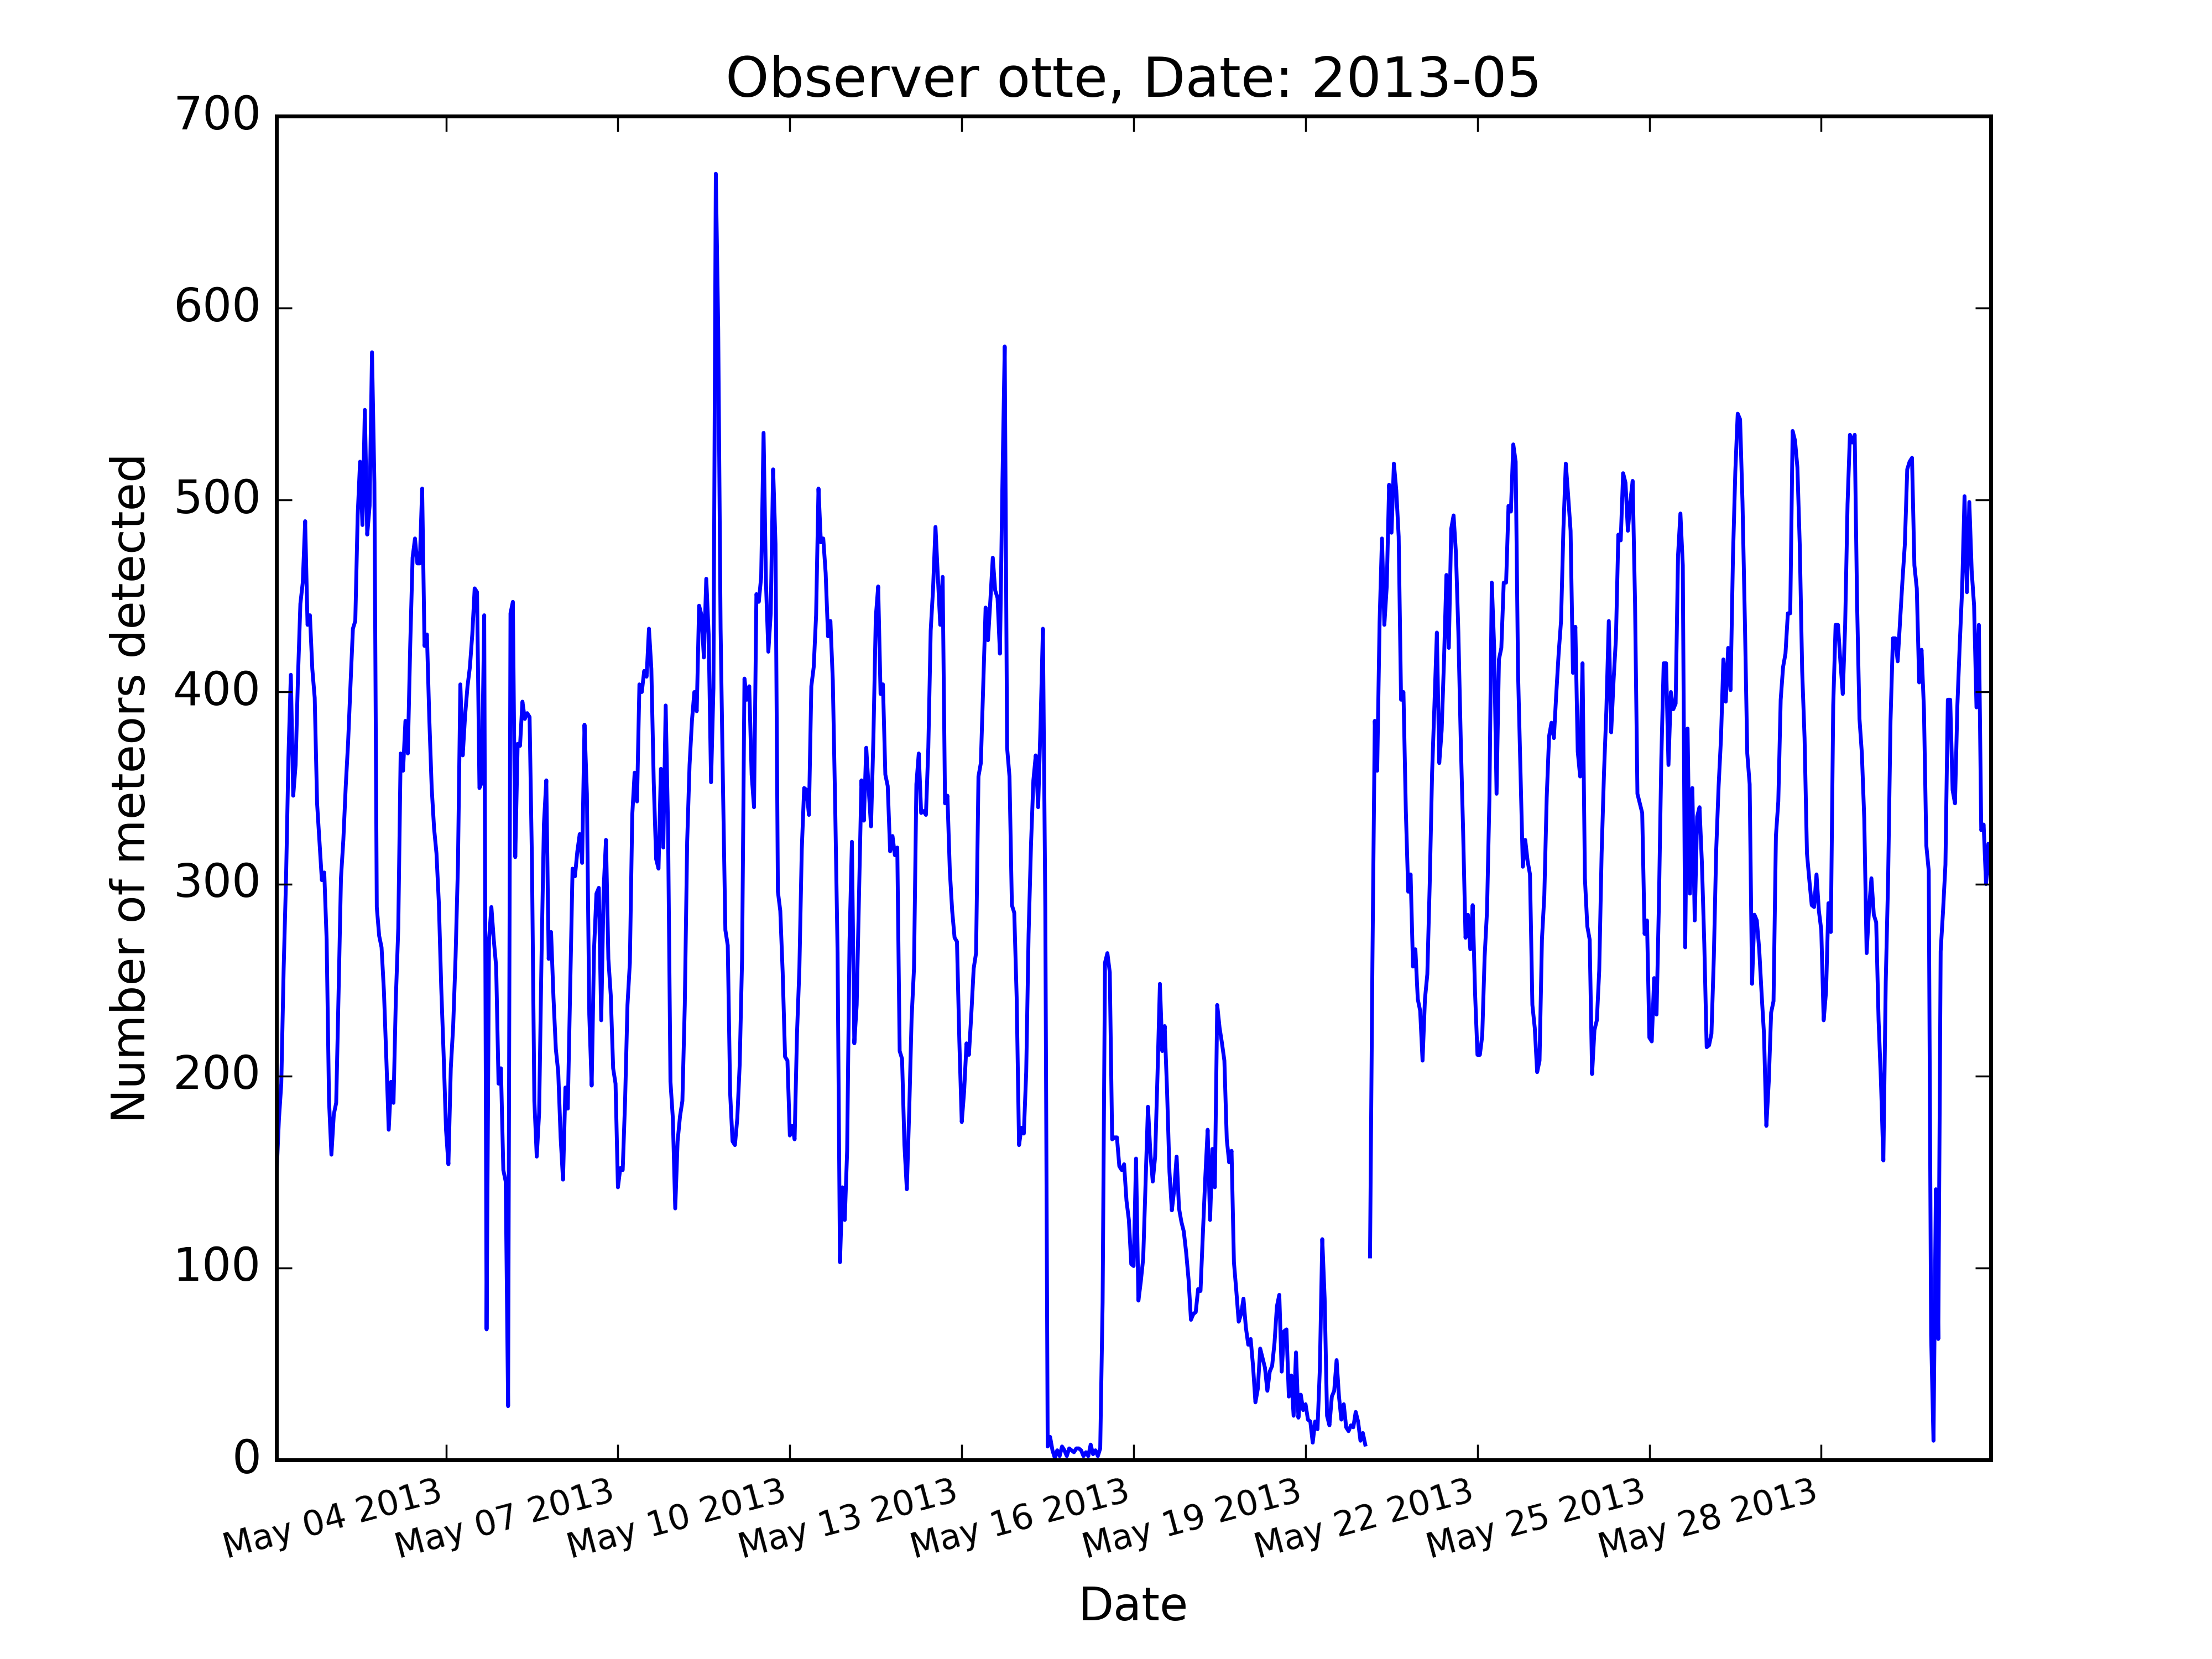 Observer otte, Date: 2013-05
700
600
500
400
300
200
100
0
Number of meteors detected
May 04 2013
May 07 2013
May 10 2013
May 13 2013
May 16 2013
May 19 2013
May 22 2013
May 25 2013
May 28 2013
Date